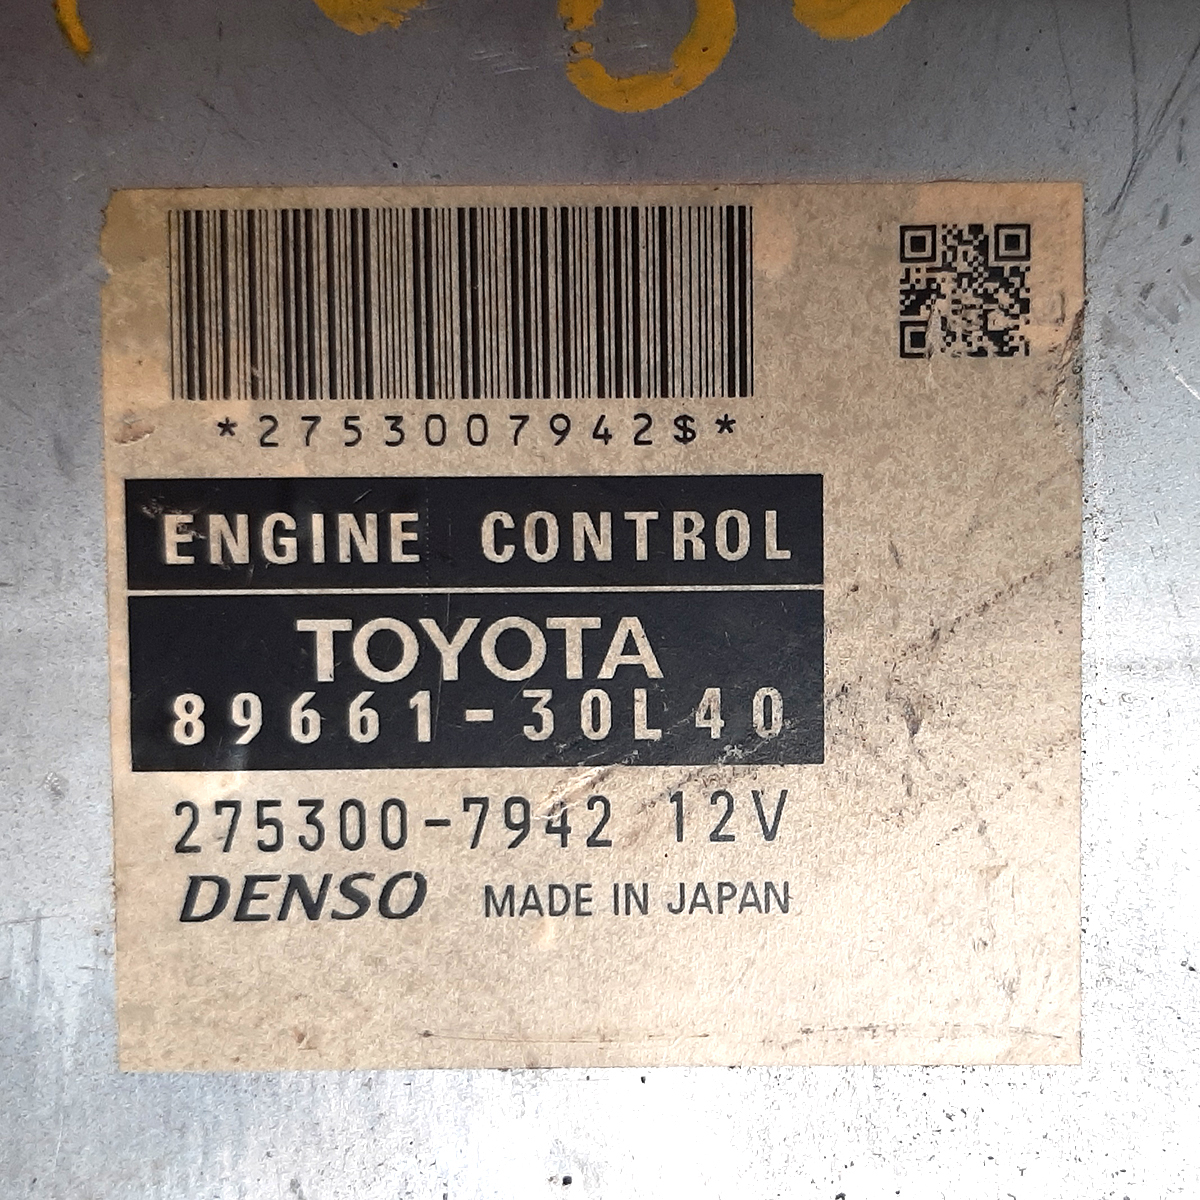 *2753007942$*
ENGINE CONTROL
TOYOTA
89661-30L40
275300-7942 12V
DENSO MADE IN JAPAN